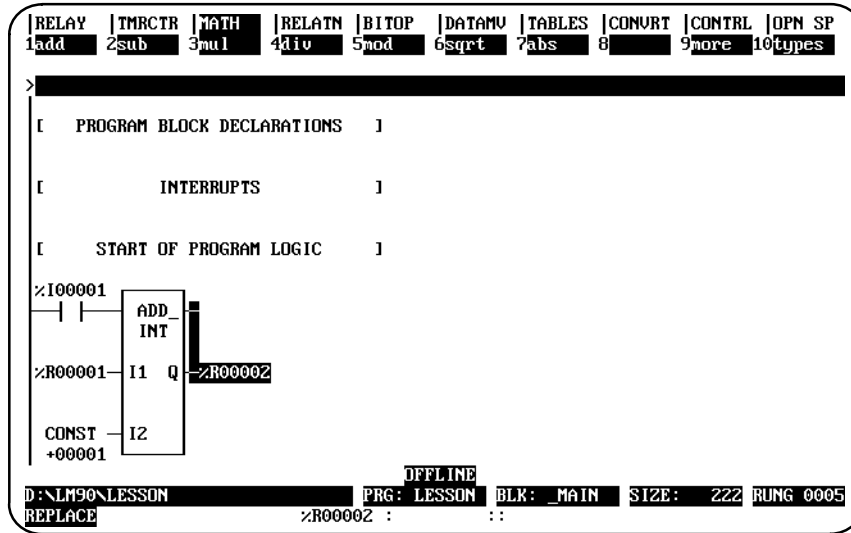 |RELAY |TMRCTR |MATH |RELATN |BITOP |DATAMV |TABLES |CONVRT |CONTRL |OPN SP
1add 2sub 3mul 4div 5mod 6sqrt 7abs 8 9more 10types
>
[ PROGRAM BLOCK DECLARATIONS ]
[ INTERRUPTS ]
[ START OF PROGRAM LOGIC ]
%I00001
ADD_
INT
%R00001 I1 Q %R00002
CONST I2
+00001
OFFLINE
D:\LM90\LESSON PRG: LESSON BLK: _MAIN SIZE: 222 RUNG 0005
REPLACE %R00002 : ::